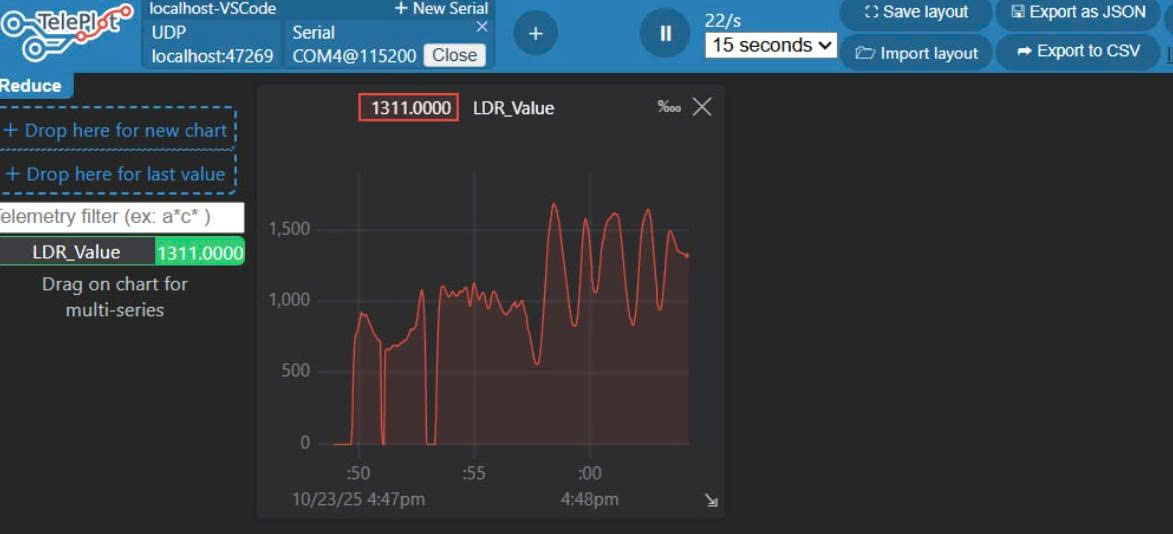 TelePlot
localhost-VSCode
+ New Serial
UDP
localhost:47269
Serial
COM4@115200
Close
+
22/s
15 seconds
Save layout
Import layout
Export as JSON
Export to CSV
Reduce
+ Drop here for new chart
+ Drop here for last value
elemetry filter (ex: a*c* )
LDR_Value 1311.0000
Drag on chart for
multi-series
1311.0000 LDR_Value
1,500
1,000
500
0
:50 :55 :00
10/23/25 4:47pm 4:48pm